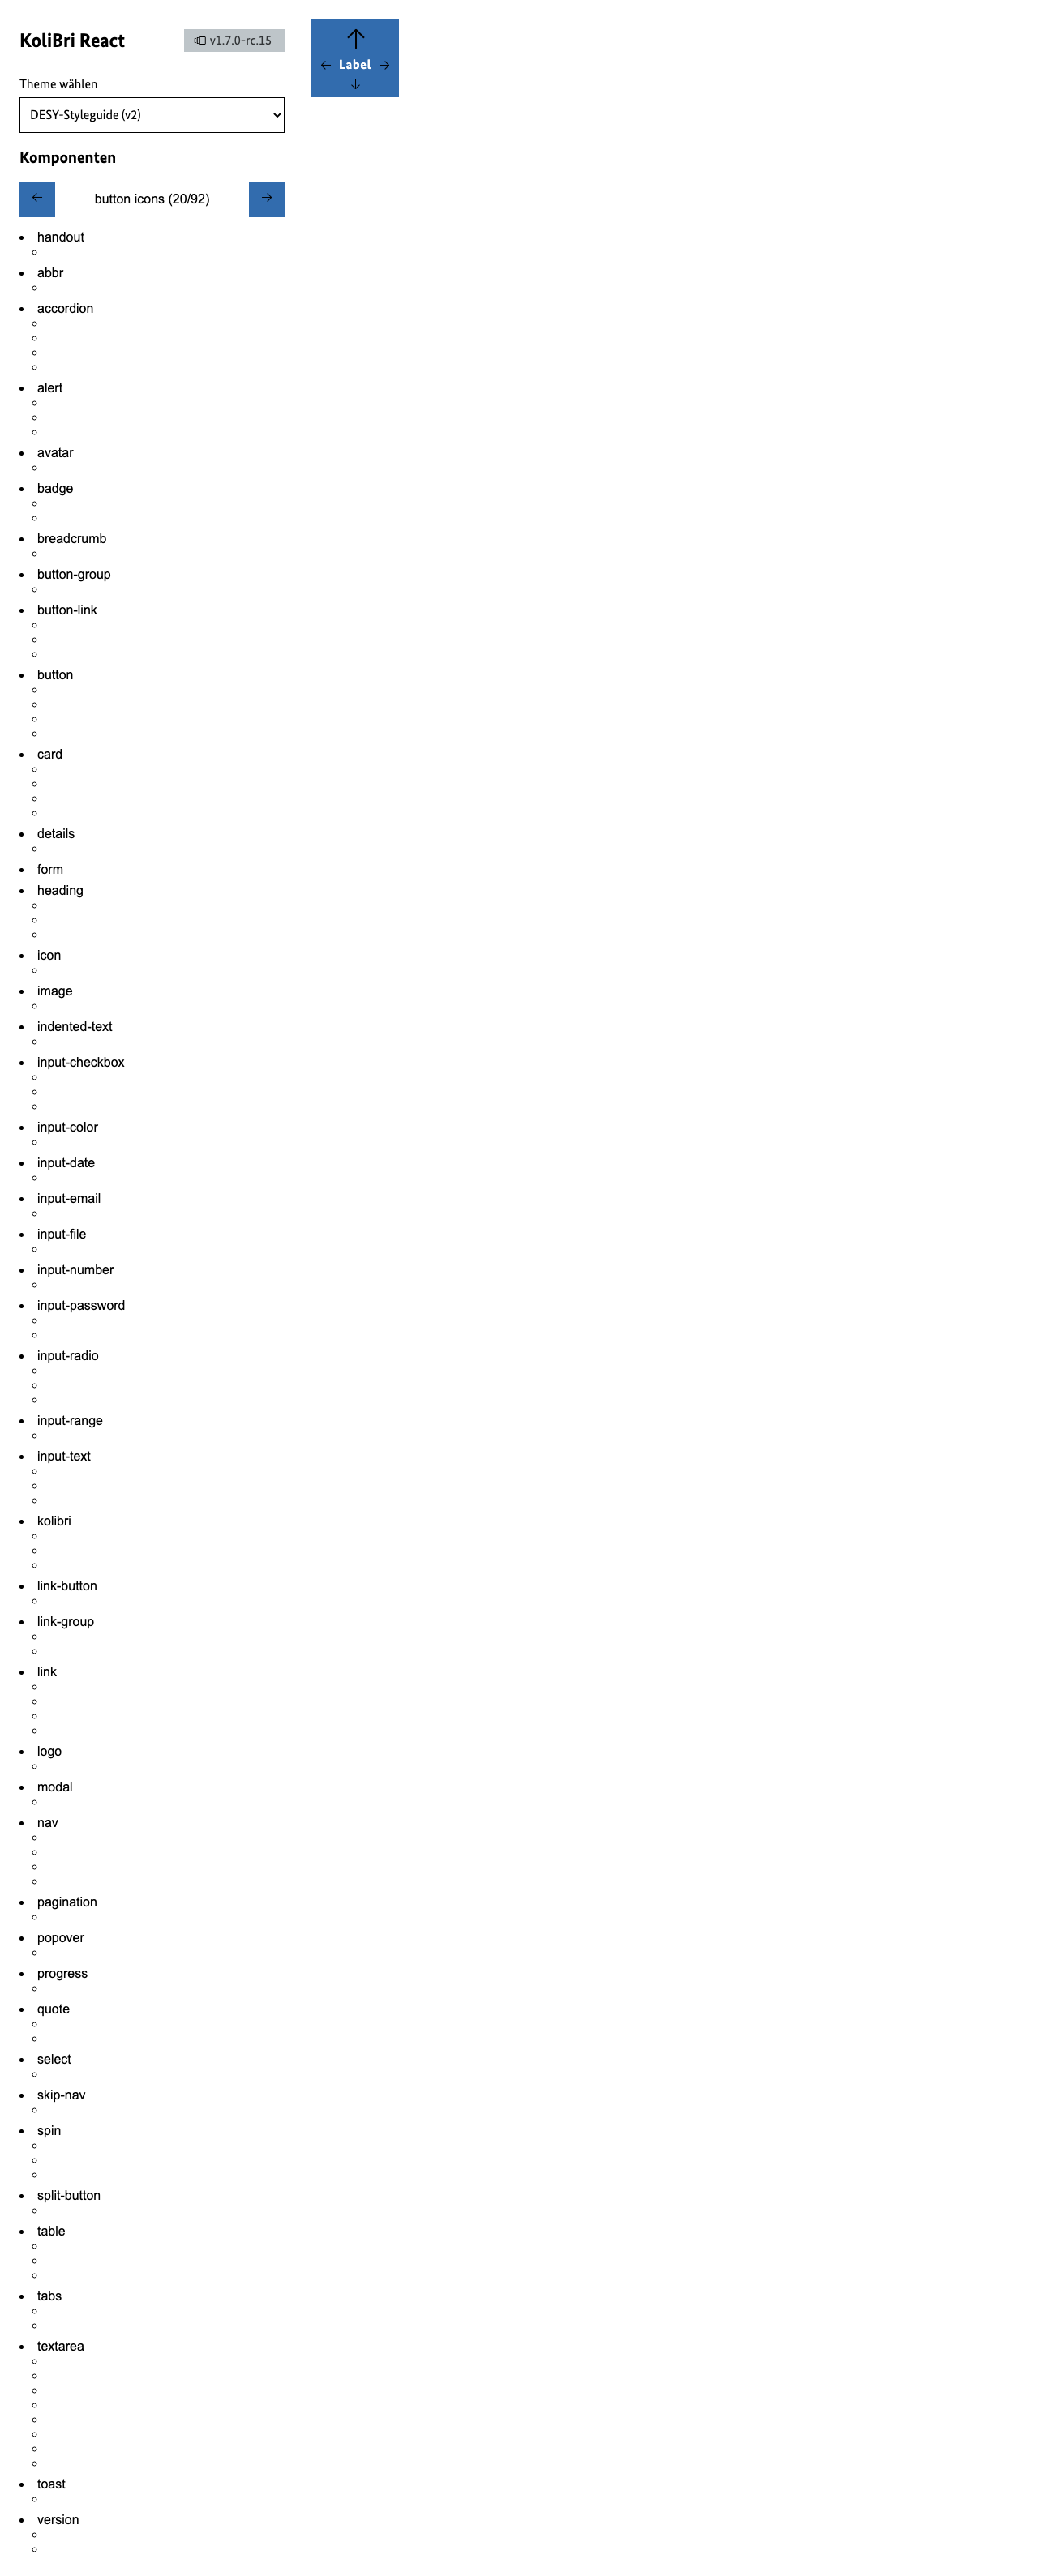 KoliBri React
v1.7.0-rc.15
Theme wählen
DESY-Styleguide (v2)
Komponenten
← button icons (20/92) →
handout
abbr
accordion
alert
avatar
badge
breadcrumb
button-group
button-link
button
card
details
form
heading
icon
image
indented-text
input-checkbox
input-color
input-date
input-email
input-file
input-number
input-password
input-radio
input-range
input-text
kolibri
link-button
link-group
link
logo
modal
nav
pagination
popover
progress
quote
select
skip-nav
spin
split-button
table
tabs
textarea
toast
version
↑
← Label →
↓